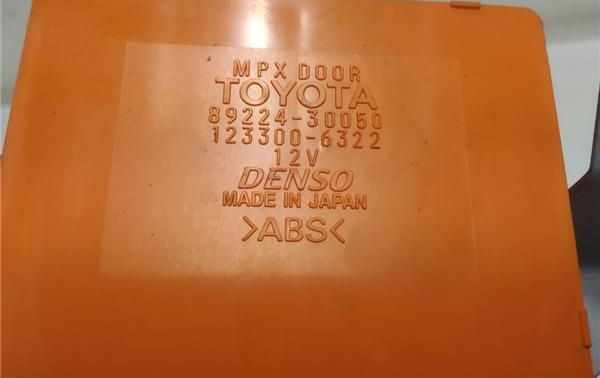 MPX DOOR
TOYOTA
89224-30050
123300-6322
12V
DENSO
MADE IN JAPAN
>ABS<